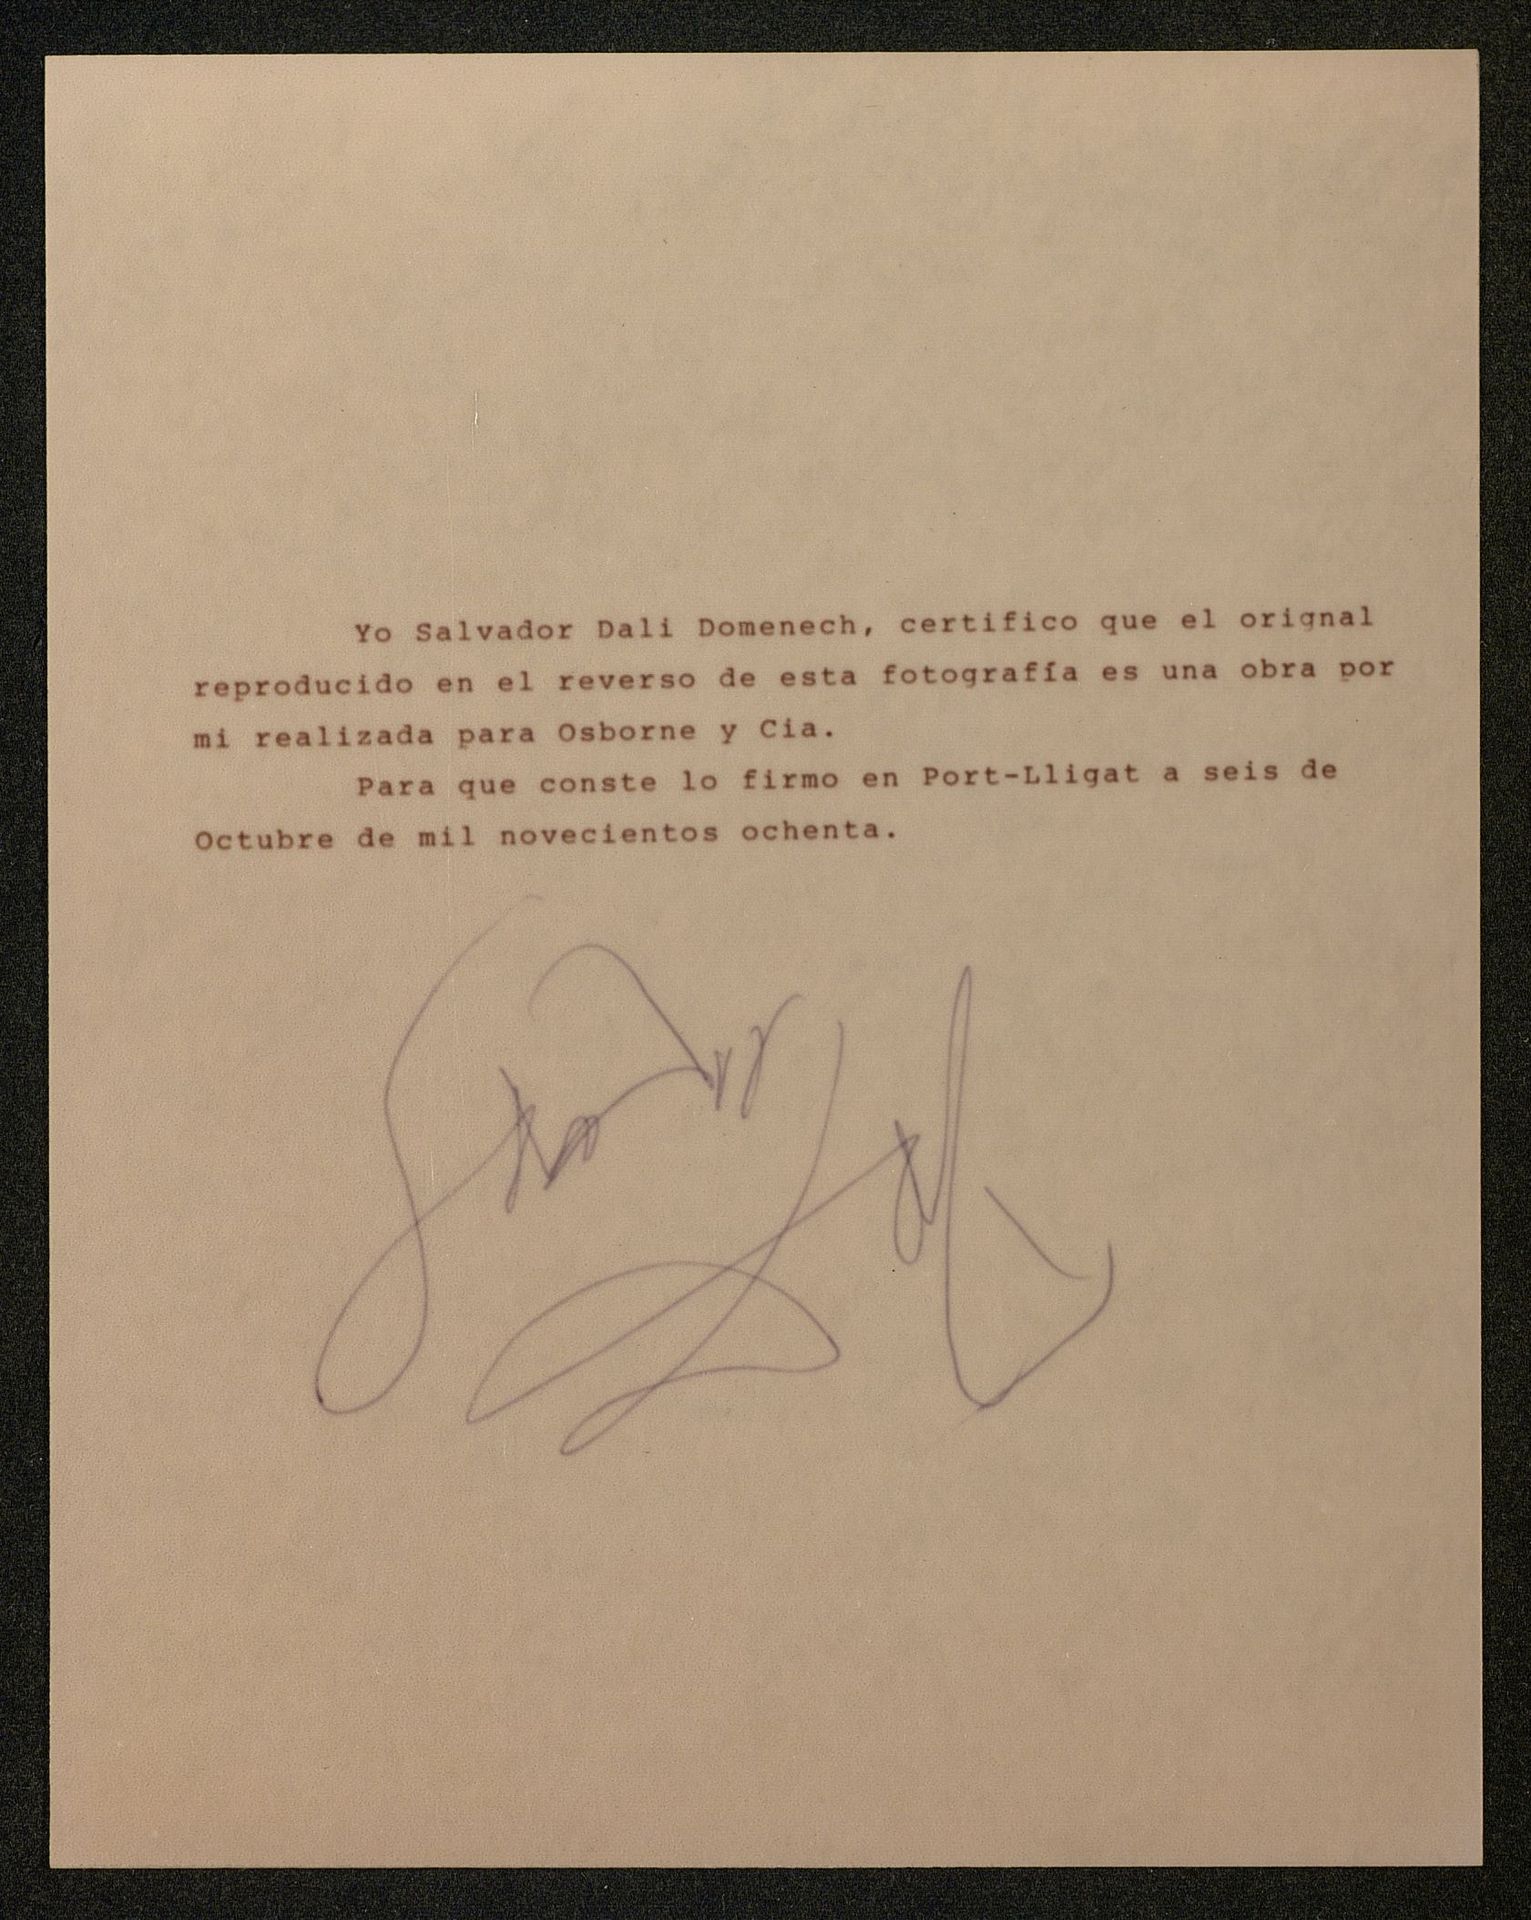 Yo Salvador Dali Domenech, certifico que el orignal
reproducido en el reverso de esta fotografía es una obra por
mi realizada para Osborne y Cia.
Para que conste lo firmo en Port-Lligat a seis de
Octubre de mil novecientos ochenta.